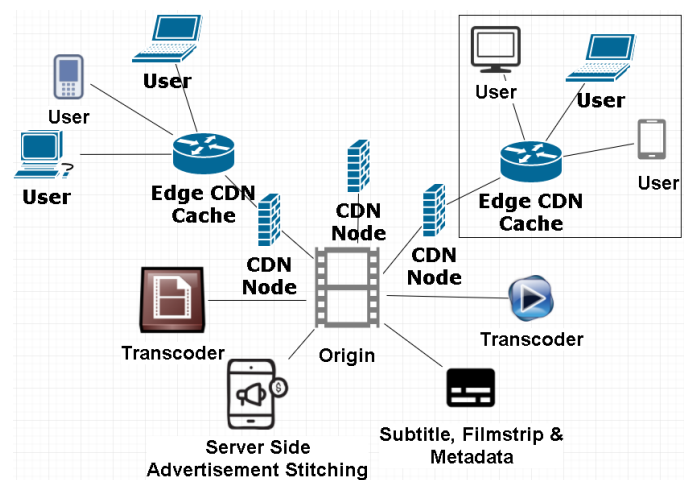 User
User
User
Edge CDN
Cache
User
User
User
Edge CDN
Cache
CDN
Node
CDN
Node
CDN
Node
Transcoder
Origin
Transcoder
Server Side
Advertisement Stitching
Subtitle, Filmstrip &
Metadata